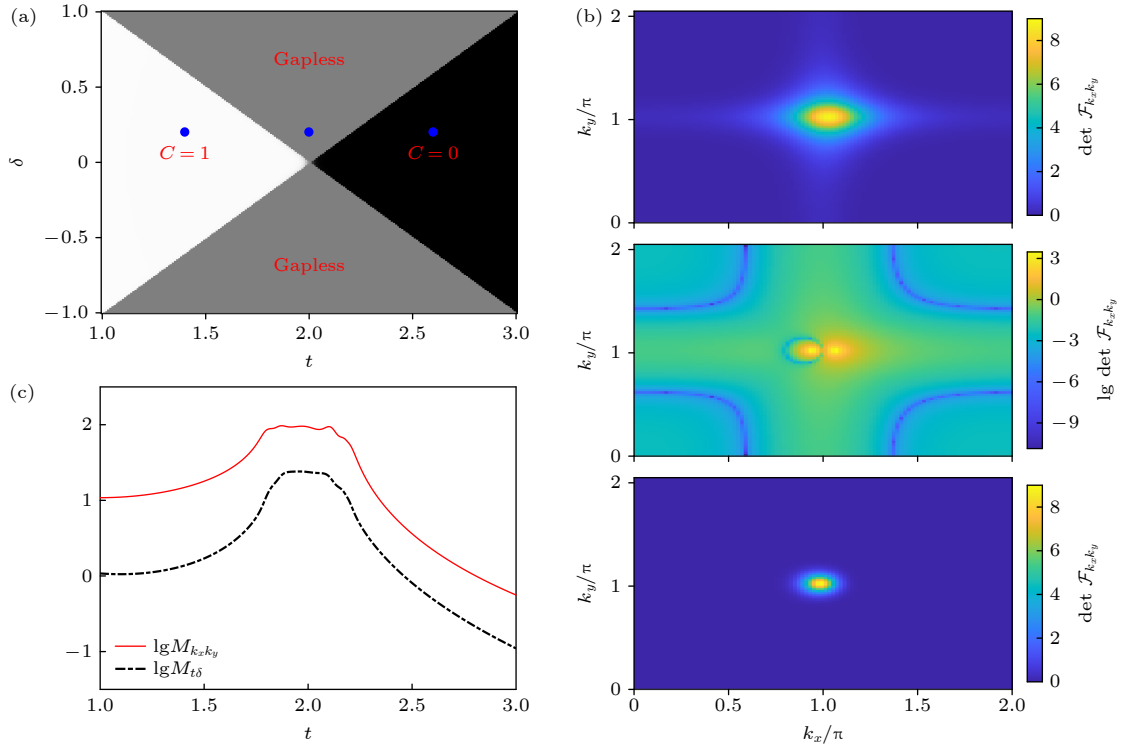 (a)
1.0
0.5
0
−0.5
−1.0
δ
Gapless
C = 1
C = 0
Gapless
1.0
1.5
2.0
2.5
3.0
t
(b)
2
1
0
k_y/π
8
6
4
2
0
det ℱ_{k_x k_y}
2
1
0
k_y/π
3
0
−3
−6
−9
lg det ℱ_{k_x k_y}
2
1
0
k_y/π
0
0.5
1.0
1.5
2.0
k_x/π
8
6
4
2
0
det ℱ_{k_x k_y}
(c)
2
1
0
−1
lgM_{k_x k_y}
lgM_{tδ}
1.0
1.5
2.0
2.5
3.0
t